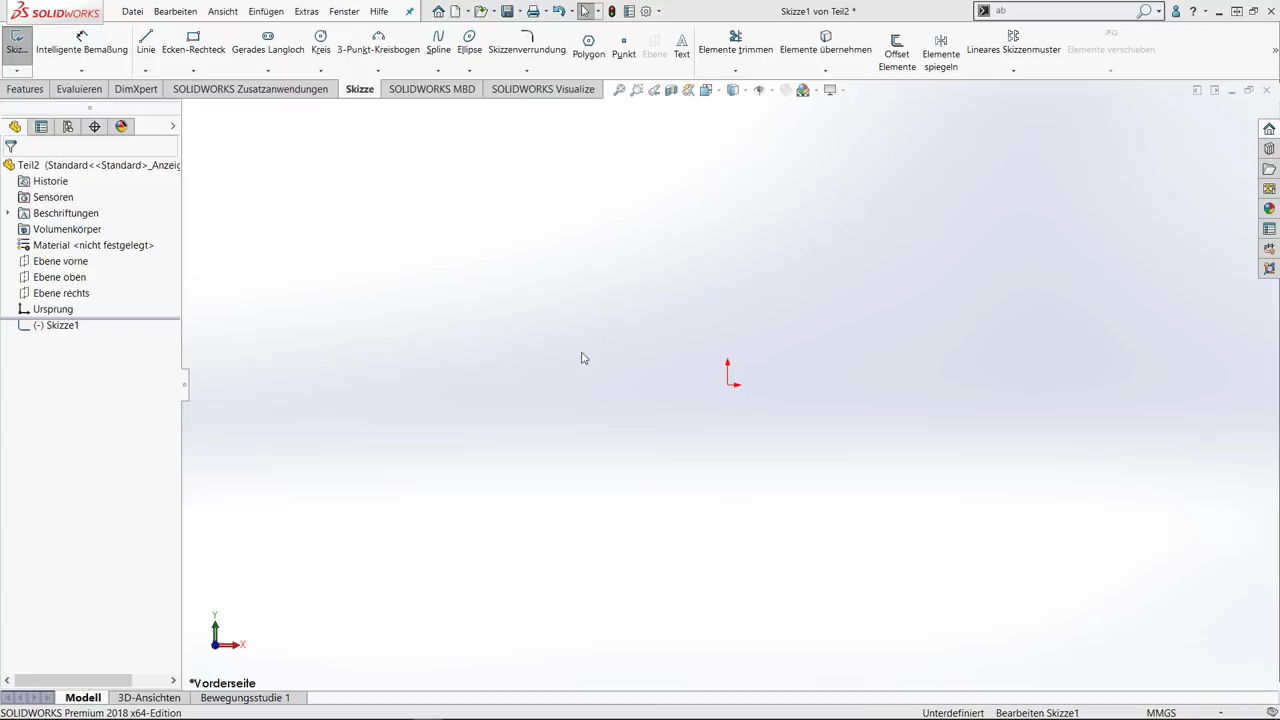 SOLIDWORKS
Datei Bearbeiten Ansicht Einfügen Extras Fenster Hilfe
Skizze1 von Teil2 *
ab
Skiz...
Intelligente Bemaßung
Linie
Ecken-Rechteck
Gerades Langloch
Kreis
3-Punkt-Kreisbogen
Spline
Ellipse
Skizzenverrundung
Polygon
Punkt
Ebene
Text
Elemente trimmen
Elemente übernehmen
Offset
Elemente
Elemente
spiegeln
Lineares Skizzenmuster
Elemente verschieben
Features Evaluieren DimXpert SOLIDWORKS Zusatzanwendungen Skizze SOLIDWORKS MBD SOLIDWORKS Visualize
Teil2 (Standard<<Standard>_Anzeig
Historie
Sensoren
Beschriftungen
Volumenkörper
Material <nicht festgelegt>
Ebene vorne
Ebene oben
Ebene rechts
Ursprung
(-) Skizze1
Y
X
*Vorderseite
Modell 3D-Ansichten Bewegungsstudie 1
SOLIDWORKS Premium 2018 x64-Edition
Unterdefiniert Bearbeiten Skizze1 MMGS